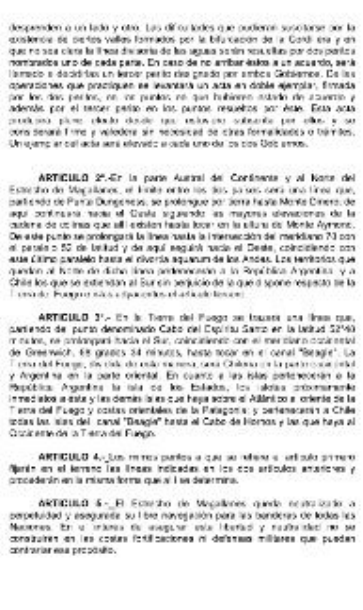 desprenden a un lado y otro. Las dificultades que pudieran suscitarse por la
existencia de ciertos valles formados por la bifurcación de la Cordillera y en
que no sea clara la línea divisoria de las aguas serán resueltas por dos peritos
nombrados uno de cada parte. En caso de no arribar éstos a un acuerdo, será
llamado a decidirlas un tercer perito designado por ambos Gobiernos. De las
operaciones que practiquen se levantará un acta en doble ejemplar, firmada
por los dos peritos, en los puntos en que hubieren estado de acuerdo y
además por el tercer perito en los puntos resueltos por éste. Esta acta
producirá pleno efecto desde que estuviere suscrita por ellos y se
considerará firme y valedera sin necesidad de otras formalidades o trámites.
Un ejemplar del acta será elevado a cada uno de los dos Gobiernos.
ARTICULO 2º.-En la parte Austral del Continente y al Norte del
Estrecho de Magallanes, el límite entre los dos países será una línea que,
partiendo de Punta Dungeness, se prolongue por tierra hasta Monte Dinero; de
aquí continuará hacia el Oeste, siguiendo las mayores elevaciones de la
cadena de colinas que allí existen hasta tocar en la altura de Monte Aymond.
De este punto se prolongará la línea hasta la intersección del meridiano 70 con
el paralelo 52 de latitud y de aquí seguirá hacia el Oeste, coincidiendo con
este último paralelo hasta el divortia aquarum de los Andes. Los territorios que
quedan al Norte de dicha línea pertenecerán a la República Argentina; y a
Chile los que se extiendan al Sur sin perjuicio de lo que dispone respecto de la
Tierra de Fuego e islas adyacentes el artículo tercero.
ARTICULO 3º.- En la Tierra del Fuego se trazará una línea que,
partiendo del punto denominado Cabo del Espíritu Santo en la latitud 52º40
minutos, se prolongará hacia el Sur, coincidiendo con el meridiano occidental
de Greenwich, 68 grados 34 minutos, hasta tocar en el canal "Beagle". La
Tierra del Fuego, dividida de esta manera, será Chilena en la parte occidental
y Argentina en la parte oriental. En cuanto a las islas pertenecerán a la
República Argentina la isla de los Estados, los islotes próximamente
inmediatos a ésta y las demás islas que haya sobre el Atlántico al oriente de la
Tierra del Fuego y costas orientales de la Patagonia; y pertenecerán a Chile
todas las islas del canal "Beagle" hasta el Cabo de Hornos y las que haya al
Occidente de la Tierra del Fuego.
ARTICULO 4.-Los mismos peritos a que se refiere el artículo primero
fijarán en el terreno las líneas indicadas en los dos artículos anteriores y
procederán en la misma forma que allí se determina.
ARTICULO 5.- El Estrecho de Magallanes queda neutralizado a
perpetuidad y asegurada su libre navegación para las banderas de todas las
Naciones. En el interés de asegurar esta libertad y neutralidad no se
construirán en las costas fortificaciones ni defensas militares que puedan
contrariar ese propósito.